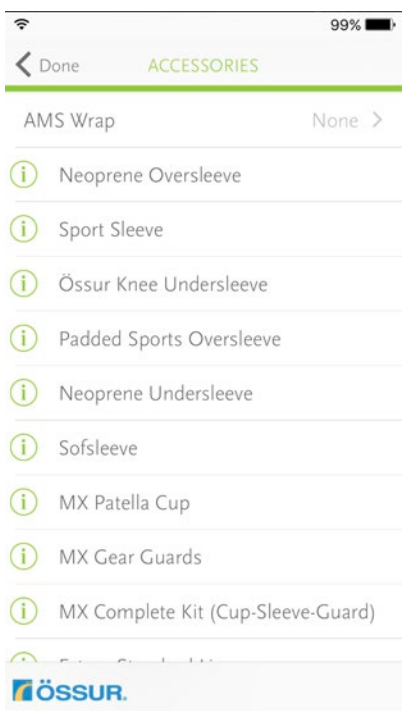 99%
Done
ACCESSORIES
AMS Wrap
None
Neoprene Oversleeve
Sport Sleeve
Össur Knee Undersleeve
Padded Sports Oversleeve
Neoprene Undersleeve
Sofsleeve
MX Patella Cup
MX Gear Guards
MX Complete Kit (Cup-Sleeve-Guard)
ÖSSUR.